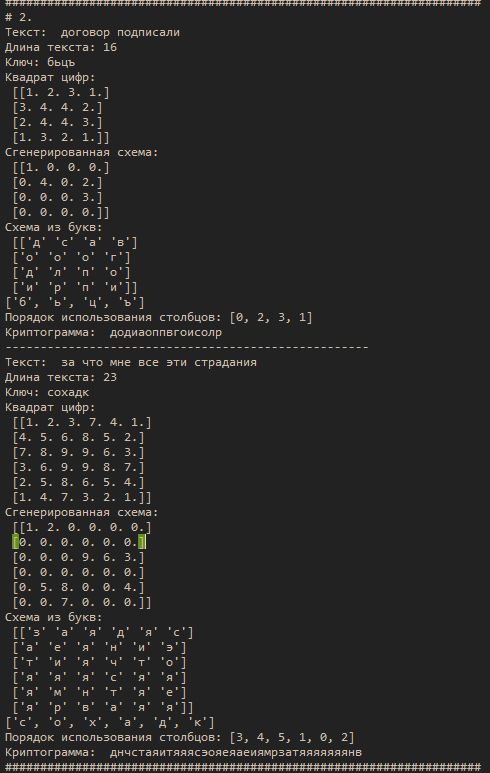 ####################################################################
# 2.
Текст:  договор подписали
Длина текста: 16
Ключ: бьцъ
Квадрат цифр:
[[1. 2. 3. 1.]
[3. 4. 4. 2.]
[2. 4. 4. 3.]
[1. 3. 2. 1.]]
Сгенерированная схема:
[[1. 0. 0. 0.]
[0. 4. 0. 2.]
[0. 0. 0. 3.]
[0. 0. 0. 0.]]
Схема из букв:
[['д' 'с' 'а' 'в']
['о' 'о' 'о' 'г']
['д' 'л' 'п' 'о']
['и' 'р' 'п' 'и']]
['б', 'ь', 'ц', 'ъ']
Порядок использования столбцов: [0, 2, 3, 1]
Криптограмма:  додиаоппвгоисолр
----------------------------------------------------
Текст:  за что мне все эти страдания
Длина текста: 23
Ключ: сохадк
Квадрат цифр:
[[1. 2. 3. 7. 4. 1.]
[4. 5. 6. 8. 5. 2.]
[7. 8. 9. 9. 6. 3.]
[3. 6. 9. 9. 8. 7.]
[2. 5. 8. 6. 5. 4.]
[1. 4. 7. 3. 2. 1.]]
Сгенерированная схема:
[[1. 2. 0. 0. 0. 0.]
[0. 0. 0. 0. 0. 0.]
[0. 0. 0. 9. 6. 3.]
[0. 0. 0. 0. 0. 0.]
[0. 5. 8. 0. 0. 4.]
[0. 0. 7. 0. 0. 0.]]
Схема из букв:
[['з' 'а' 'я' 'д' 'я' 'с']
['а' 'е' 'я' 'н' 'и' 'э']
['т' 'и' 'я' 'ч' 'т' 'о']
['я' 'я' 'я' 'с' 'я' 'я']
['я' 'м' 'н' 'т' 'я' 'е']
['я' 'р' 'в' 'а' 'я' 'я']]
['с', 'о', 'х', 'а', 'д', 'к']
Порядок использования столбцов: [3, 4, 5, 1, 0, 2]
Криптограмма:  днчстаяитяяясэояеяаеиямрзатяяяяяянв
####################################################################